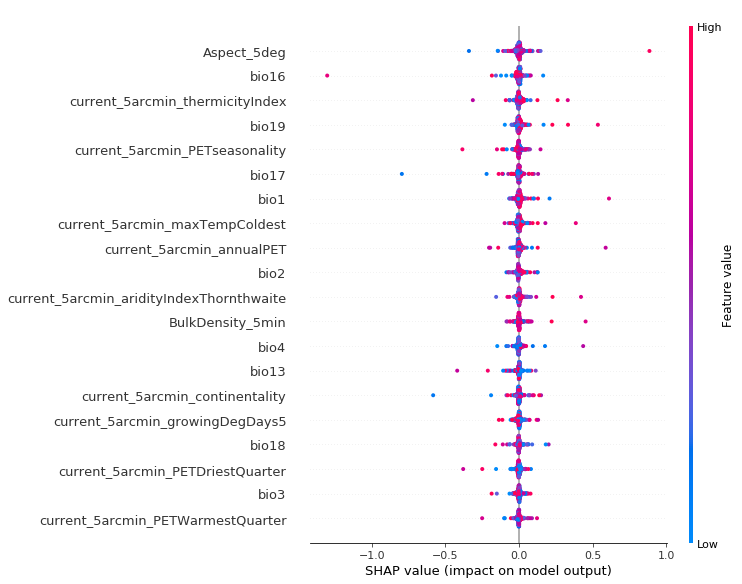 High
Aspect_5deg
bio16
current_5arcmin_thermicityIndex
bio19
current_5arcmin_PETseasonality
bio17
bio1
current_5arcmin_maxTempColdest
current_5arcmin_annualPET
bio2
current_5arcmin_aridityIndexThornthwaite
BulkDensity_5min
bio4
bio13
current_5arcmin_continentality
current_5arcmin_growingDegDays5
bio18
current_5arcmin_PETDriestQuarter
bio3
current_5arcmin_PETWarmestQuarter
Feature value
Low
−1.0 −0.5 0.0 0.5 1.0
SHAP value (impact on model output)